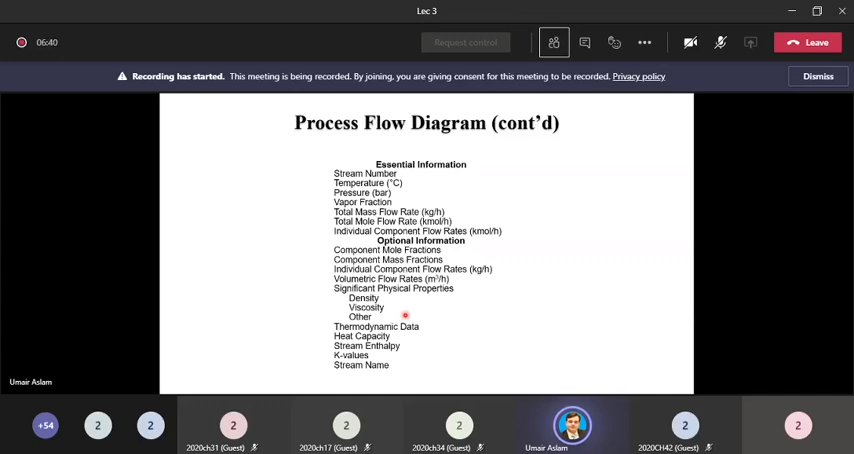 Lec 3
06:40
Request control
Leave
Recording has started. This meeting is being recorded. By joining, you are giving consent for this meeting to be recorded. Privacy policy
Dismiss
Process Flow Diagram (cont’d)
Essential Information
Stream Number
Temperature (°C)
Pressure (bar)
Vapor Fraction
Total Mass Flow Rate (kg/h)
Total Mole Flow Rate (kmol/h)
Individual Component Flow Rates (kmol/h)
Optional Information
Component Mole Fractions
Component Mass Fractions
Individual Component Flow Rates (kg/h)
Volumetric Flow Rates (m³/h)
Significant Physical Properties
Density
Viscosity
Other
Thermodynamic Data
Heat Capacity
Stream Enthalpy
K-values
Stream Name
Umair Aslam
+54
2
2
2
2
2
2
2
2020ch31 (Guest)
2020ch17 (Guest)
2020ch34 (Guest)
Umair Aslam
2020CH42 (Guest)